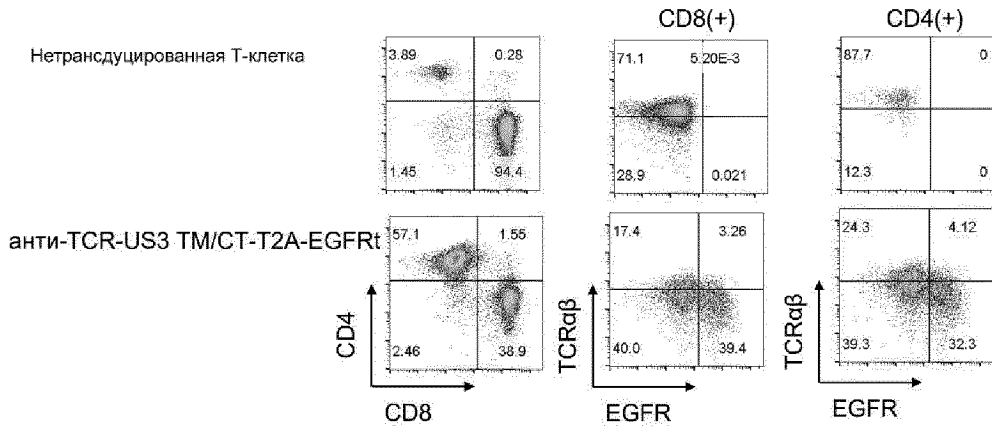 CD8(+)
CD4(+)
Нетрансдуцированная Т-клетка
3.89 0.28
1.45 94.4
71.1 5.20E-3
28.9 0.021
87.7 0
12.3 0
анти-TCR-US3 TM/CT-T2A-EGFRt
57.1 1.55
2.46 38.9
17.4 3.26
40.0 39.4
24.3 4.12
39.3 32.3
CD4
CD8
TCRαβ
EGFR
TCRαβ
EGFR